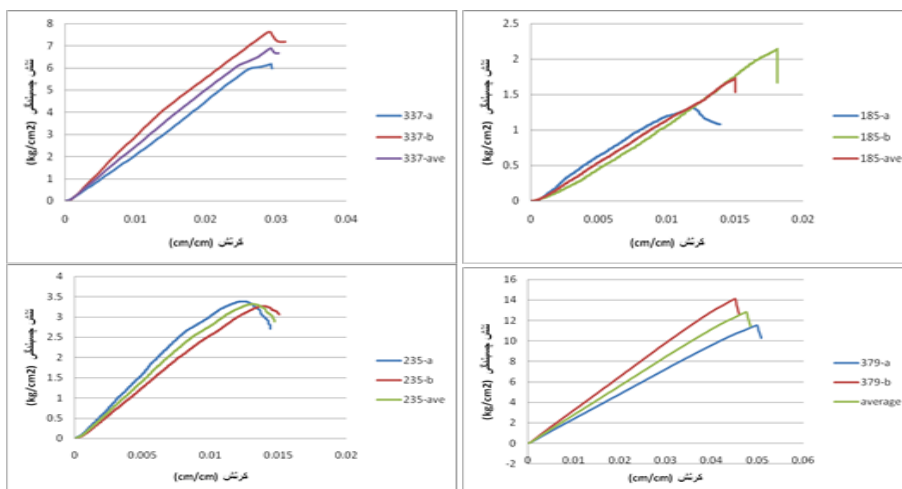 8
7
6
5
4
3
2
1
0
0 0.01 0.02 0.03 0.04
تنش چسبندگی (kg/cm2)
کرنش (cm/cm)
337-a
337-b
337-ave
2.5
2
1.5
1
0.5
0
0 0.005 0.01 0.015 0.02
تنش چسبندگی (kg/cm2)
کرنش (cm/cm)
185-a
185-b
185-ave
4
3.5
3
2.5
2
1.5
1
0.5
0
0 0.005 0.01 0.015 0.02
تنش چسبندگی (kg/cm2)
کرنش (cm/cm)
235-a
235-b
235-ave
16
14
12
10
8
6
4
2
0
-2
0 0.01 0.02 0.03 0.04 0.05 0.06
تنش چسبندگی (kg/cm2)
کرنش (cm/cm)
379-a
379-b
average